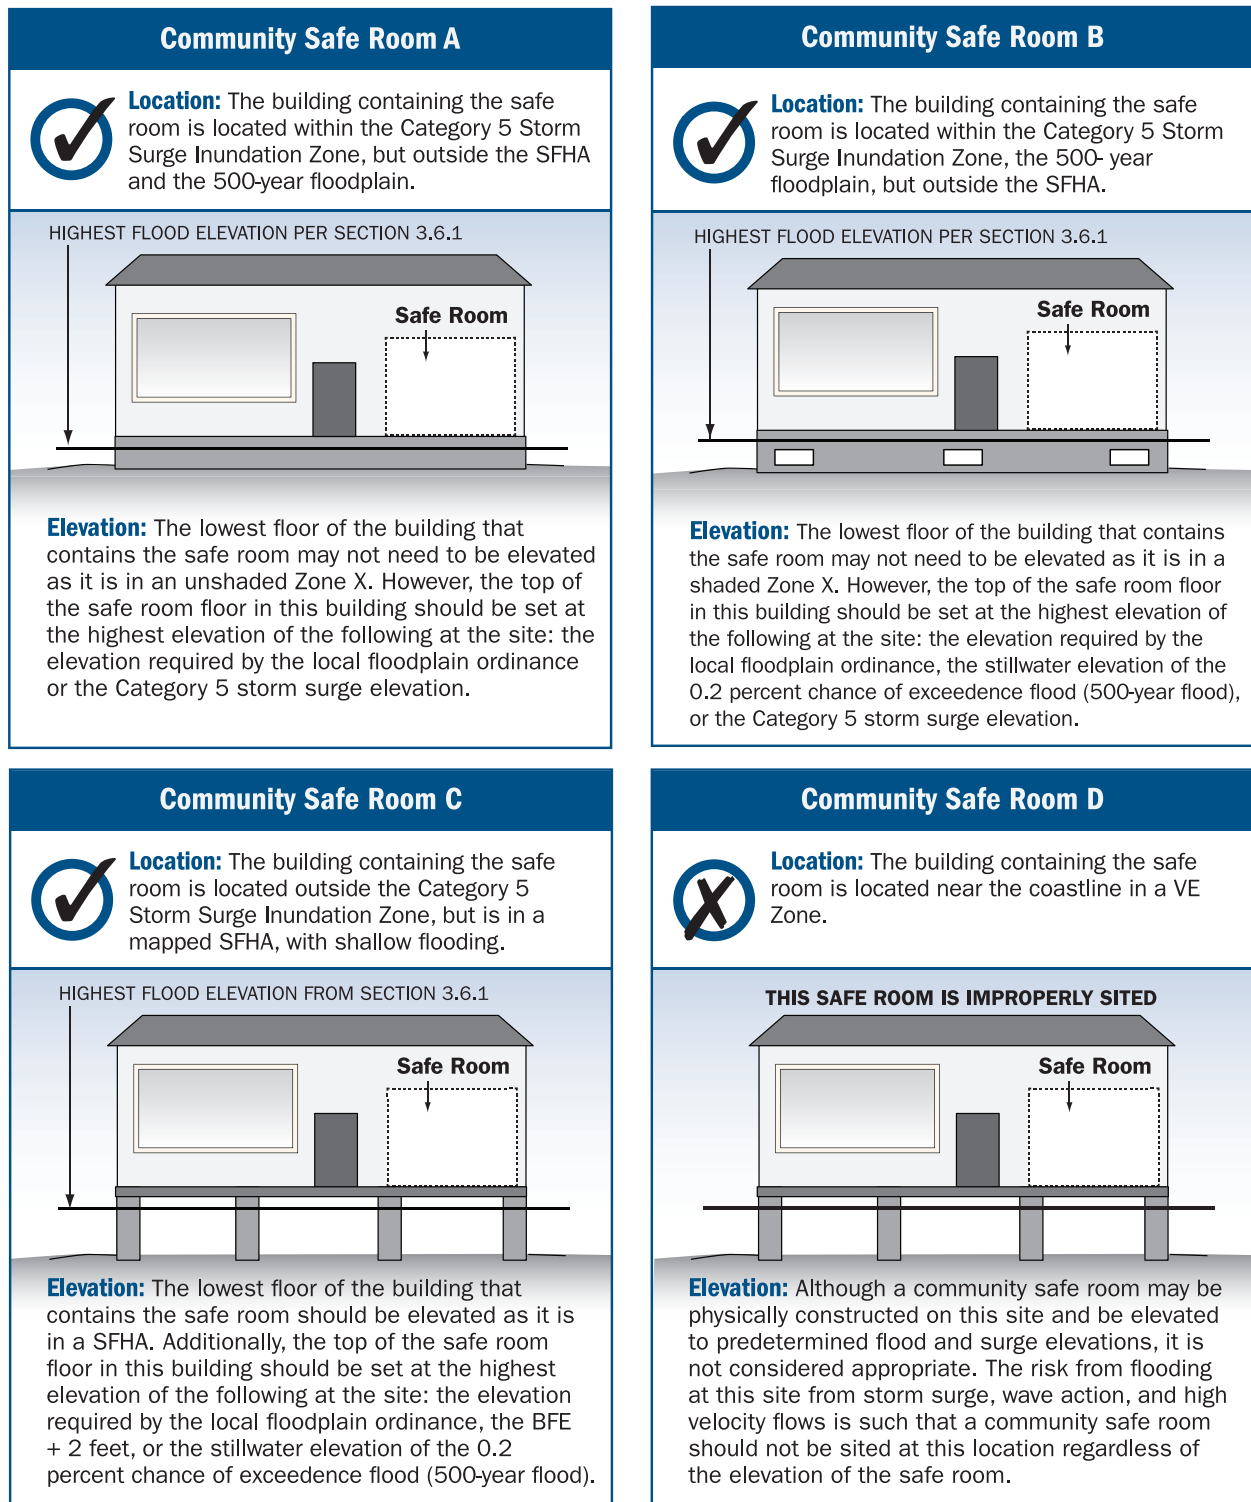 Community Safe Room A
Location: The building containing the safe
room is located within the Category 5 Storm
Surge Inundation Zone, but outside the SFHA
and the 500-year floodplain.
HIGHEST FLOOD ELEVATION PER SECTION 3.6.1
Safe Room
Elevation: The lowest floor of the building that
contains the safe room may not need to be elevated
as it is in an unshaded Zone X. However, the top of
the safe room floor in this building should be set at
the highest elevation of the following at the site: the
elevation required by the local floodplain ordinance
or the Category 5 storm surge elevation.
Community Safe Room B
Location: The building containing the safe
room is located within the Category 5 Storm
Surge Inundation Zone, the 500- year
floodplain, but outside the SFHA.
HIGHEST FLOOD ELEVATION PER SECTION 3.6.1
Safe Room
Elevation: The lowest floor of the building that contains
the safe room may not need to be elevated as it is in a
shaded Zone X. However, the top of the safe room floor
in this building should be set at the highest elevation of
the following at the site: the elevation required by the
local floodplain ordinance, the stillwater elevation of the
0.2 percent chance of exceedence flood (500-year flood),
or the Category 5 storm surge elevation.
Community Safe Room C
Location: The building containing the safe
room is located outside the Category 5
Storm Surge Inundation Zone, but is in a
mapped SFHA, with shallow flooding.
HIGHEST FLOOD ELEVATION FROM SECTION 3.6.1
Safe Room
Elevation: The lowest floor of the building that
contains the safe room should be elevated as it is
in a SFHA. Additionally, the top of the safe room
floor in this building should be set at the highest
elevation of the following at the site: the elevation
required by the local floodplain ordinance, the BFE
+ 2 feet, or the stillwater elevation of the 0.2
percent chance of exceedence flood (500-year flood).
Community Safe Room D
Location: The building containing the safe
room is located near the coastline in a VE
Zone.
THIS SAFE ROOM IS IMPROPERLY SITED
Safe Room
Elevation: Although a community safe room may be
physically constructed on this site and be elevated
to predetermined flood and surge elevations, it is
not considered appropriate. The risk from flooding
at this site from storm surge, wave action, and high
velocity flows is such that a community safe room
should not be sited at this location regardless of
the elevation of the safe room.